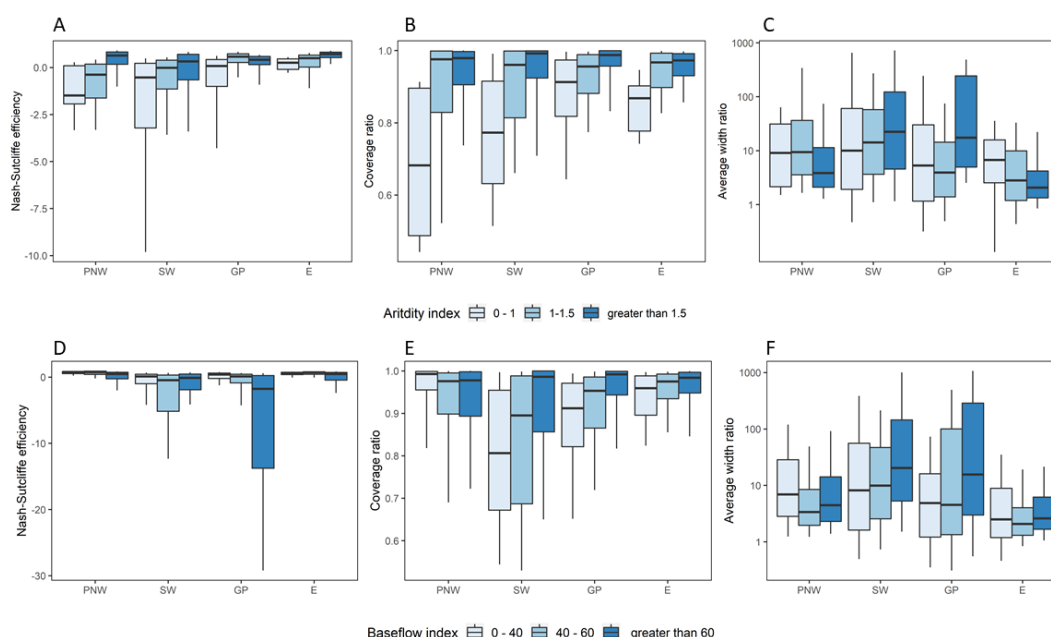 A
B
C
Nash-Sutcliffe efficiency
0.0
-2.5
-5.0
-7.5
-10.0
PNW SW GP E
Coverage ratio
1.0
0.8
0.6
PNW SW GP E
Average width ratio
1000
100
10
1
PNW SW GP E
Aritdity index 0 - 1 1-1.5 greater than 1.5
D
E
F
Nash-Sutcliffe efficiency
0
-10
-20
-30
PNW SW GP E
Coverage ratio
1.0
0.9
0.8
0.7
0.6
PNW SW GP E
Average width ratio
1000
100
10
1
PNW SW GP E
Baseflow index 0 - 40 40 - 60 greater than 60